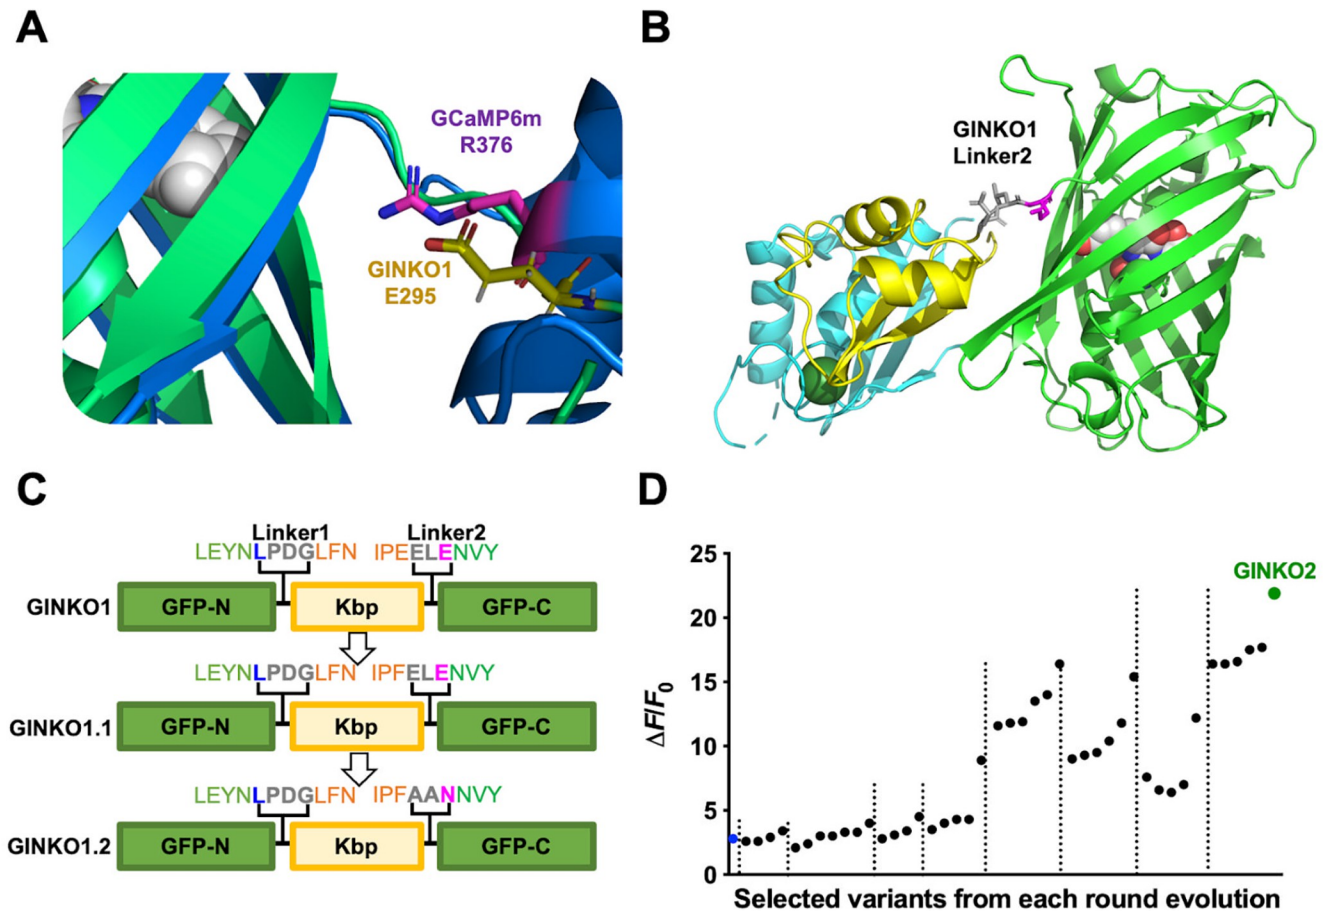 A
GCaMP6m
R376
GINKO1
E295
B
GINKO1
Linker2
C
Linker1 Linker2
LEYNLPDGLFN IPEELENVY
GINKO1 GFP-N Kbp GFP-C
LEYNLPDGLFN IPFELENVY
GINKO1.1 GFP-N Kbp GFP-C
LEYNLPDGLFN IPFAANNVY
GINKO1.2 GFP-N Kbp GFP-C
D
25
20
15
10
5
0
ΔF/F0
GINKO2
Selected variants from each round evolution